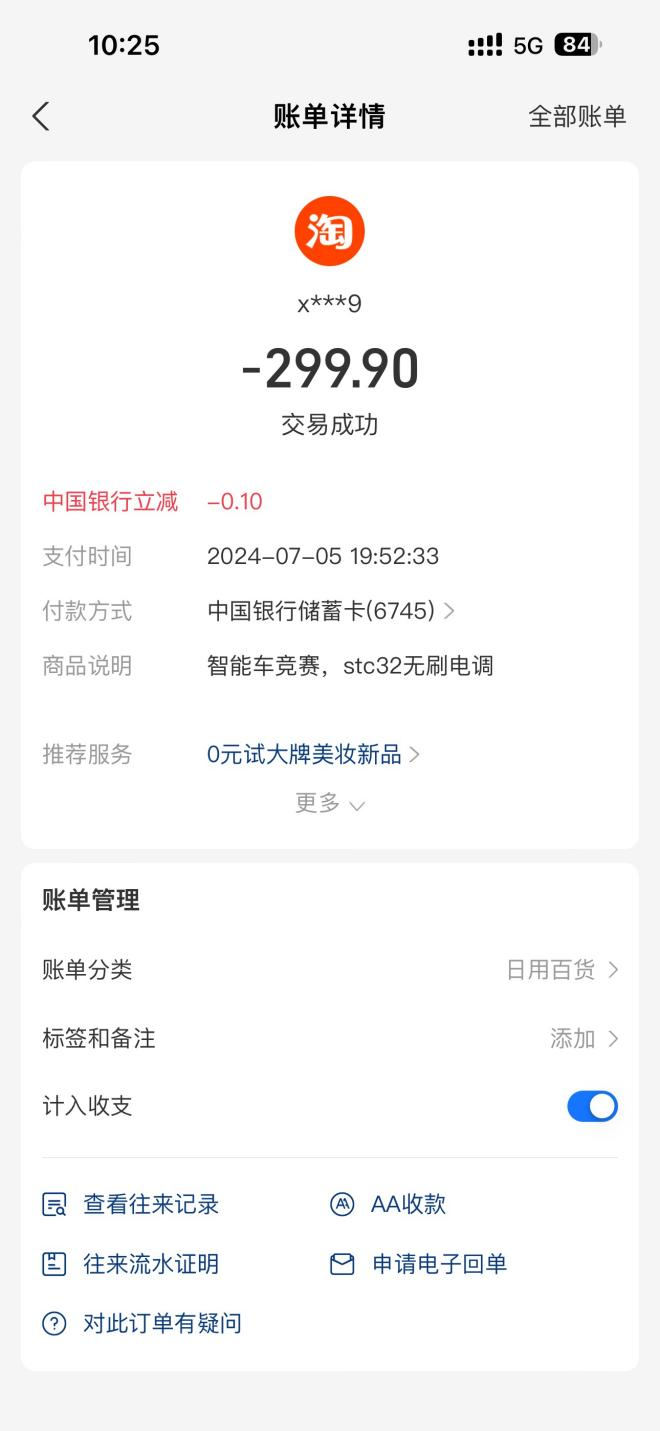 10:25
5G 84
账单详情
全部账单
淘
x***9
-299.90
交易成功
中国银行立减 -0.10
支付时间 2024-07-05 19:52:33
付款方式 中国银行储蓄卡(6745)
商品说明 智能车竞赛，stc32无刷电调
推荐服务 0元试大牌美妆新品
更多
账单管理
账单分类 日用百货
标签和备注 添加
计入收支
查看往来记录 AA收款
往来流水证明 申请电子回单
对此订单有疑问